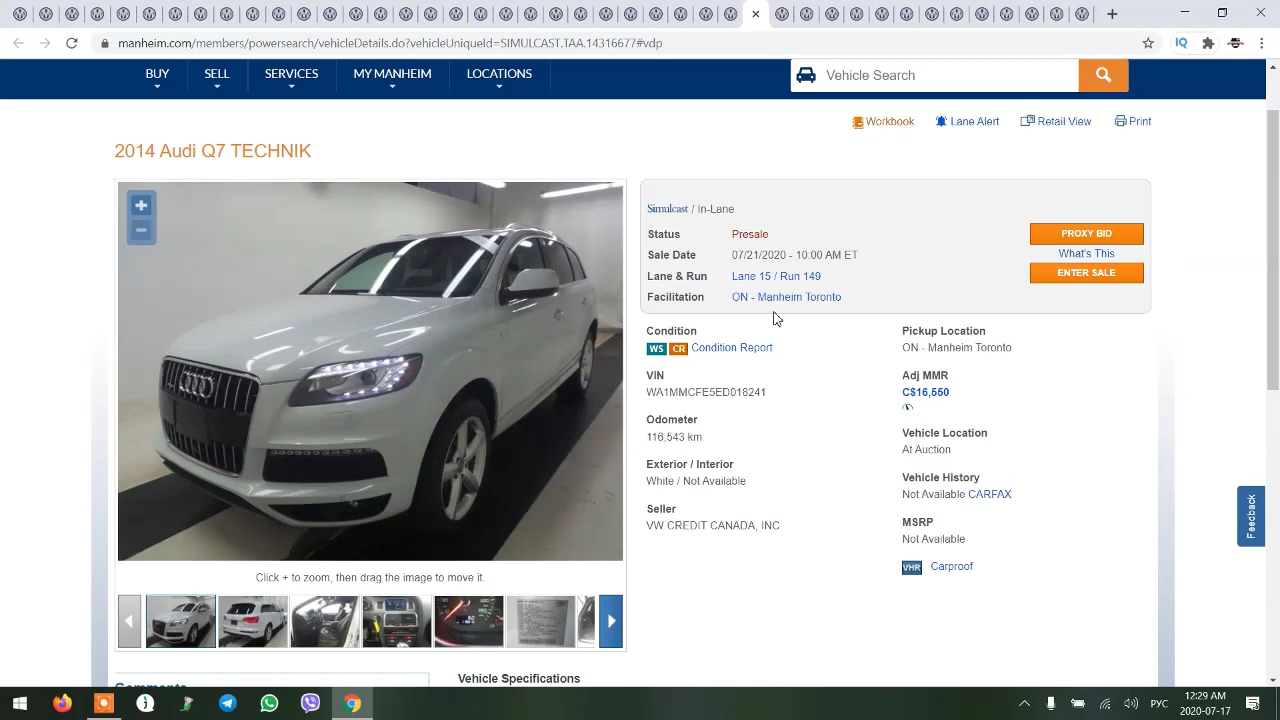 manheim.com/members/powersearch/vehicleDetails.do?vehicleUniqueId=SIMULCAST.TAA.14316677#vdp
IQ
BUY
SELL
SERVICES
MY MANHEIM
LOCATIONS
Vehicle Search
Workbook
Lane Alert
Retail View
Print
2014 Audi Q7 TECHNIK
Simulcast / In-Lane
Status Presale
Sale Date 07/21/2020 - 10:00 AM ET
Lane & Run Lane 15 / Run 149
Facilitation ON - Manheim Toronto
PROXY BID
What's This
ENTER SALE
Condition
WS CR Condition Report
VIN
WA1MMCFE5ED018241
Odometer
116,543 km
Exterior / Interior
White / Not Available
Seller
VW CREDIT CANADA, INC
Pickup Location
ON - Manheim Toronto
Adj MMR
C$16,550
Vehicle Location
At Auction
Vehicle History
Not Available CARFAX
MSRP
Not Available
VHR Carproof
Feedback
Click + to zoom, then drag the image to move it.
Comments
Vehicle Specifications
РУС
12:29 AM
2020-07-17